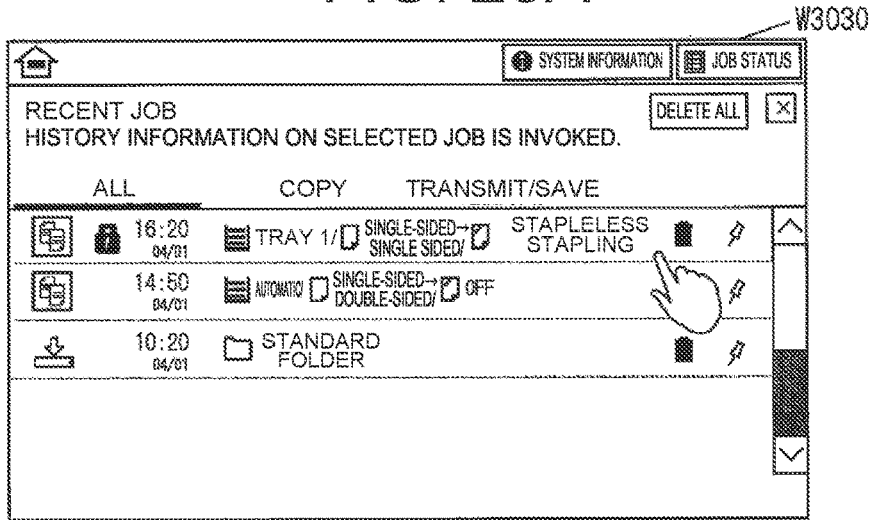 W3030
SYSTEM INFORMATION JOB STATUS
RECENT JOB DELETE ALL
HISTORY INFORMATION ON SELECTED JOB IS INVOKED.
ALL COPY TRANSMIT/SAVE
16:20 TRAY 1/ SINGLE-SIDED→ STAPLELESS
04/01 SINGLE SIDED/ STAPLING
14:50 AUTOMATIC/ SINGLE-SIDED→ OFF
04/01 DOUBLE-SIDED/
10:20 STANDARD
04/01 FOLDER